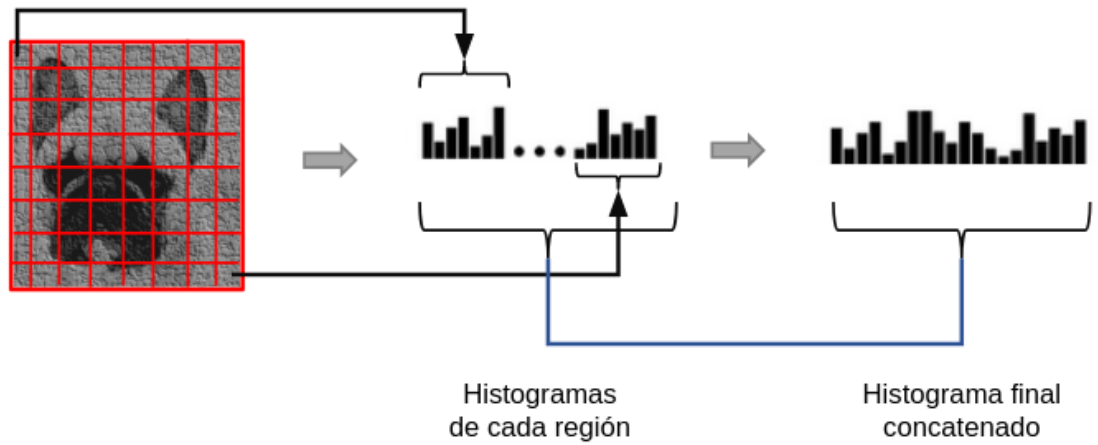 Histogramas
de cada región
Histograma final
concatenado